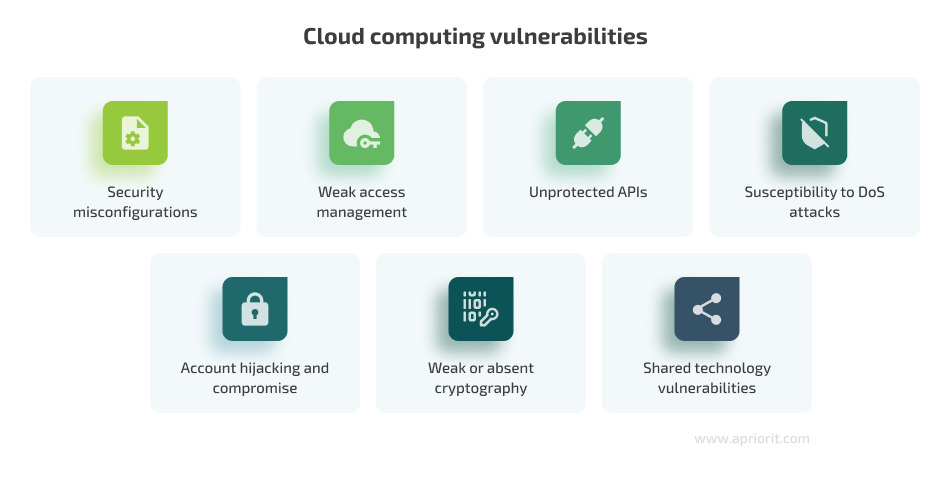 Cloud computing vulnerabilities
Security
misconfigurations
Weak access
management
Unprotected APIs
Susceptibility to DoS
attacks
Account hijacking and
compromise
Weak or absent
cryptography
Shared technology
vulnerabilities
www.apriorit.com